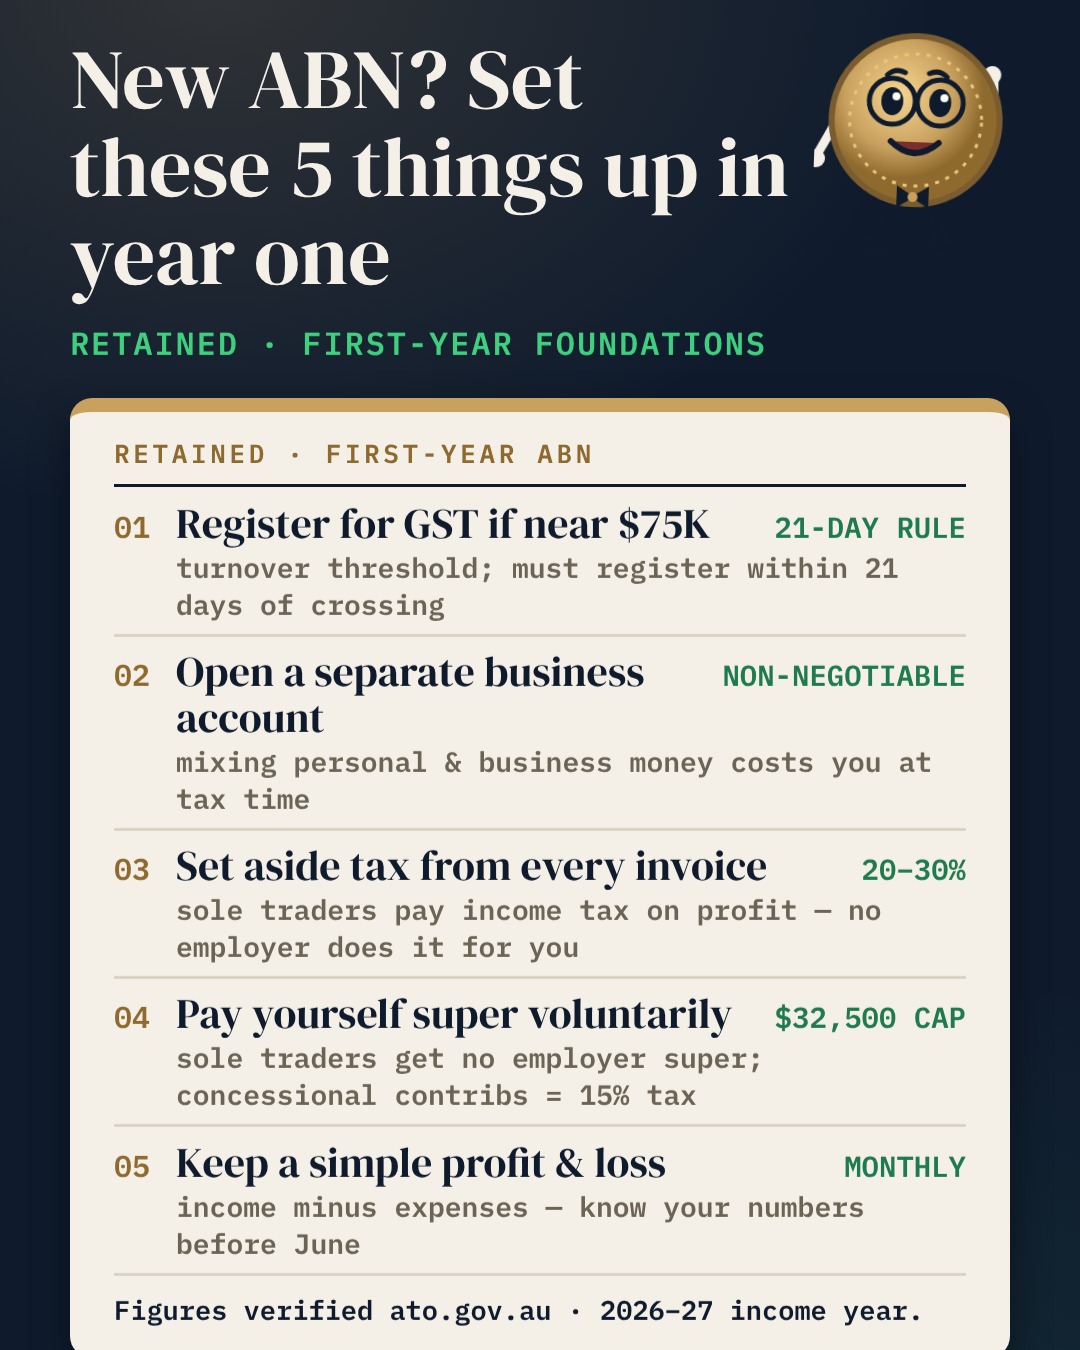 New ABN? Set
these 5 things up in
year one
RETAINED · FIRST-YEAR FOUNDATIONS
RETAINED · FIRST-YEAR ABN
01 Register for GST if near $75K 21-DAY RULE
turnover threshold; must register within 21
days of crossing
02 Open a separate business NON-NEGOTIABLE
account
mixing personal & business money costs you at
tax time
03 Set aside tax from every invoice 20–30%
sole traders pay income tax on profit — no
employer does it for you
04 Pay yourself super voluntarily $32,500 CAP
sole traders get no employer super;
concessional contribs = 15% tax
05 Keep a simple profit & loss MONTHLY
income minus expenses — know your numbers
before June
Figures verified ato.gov.au · 2026–27 income year.